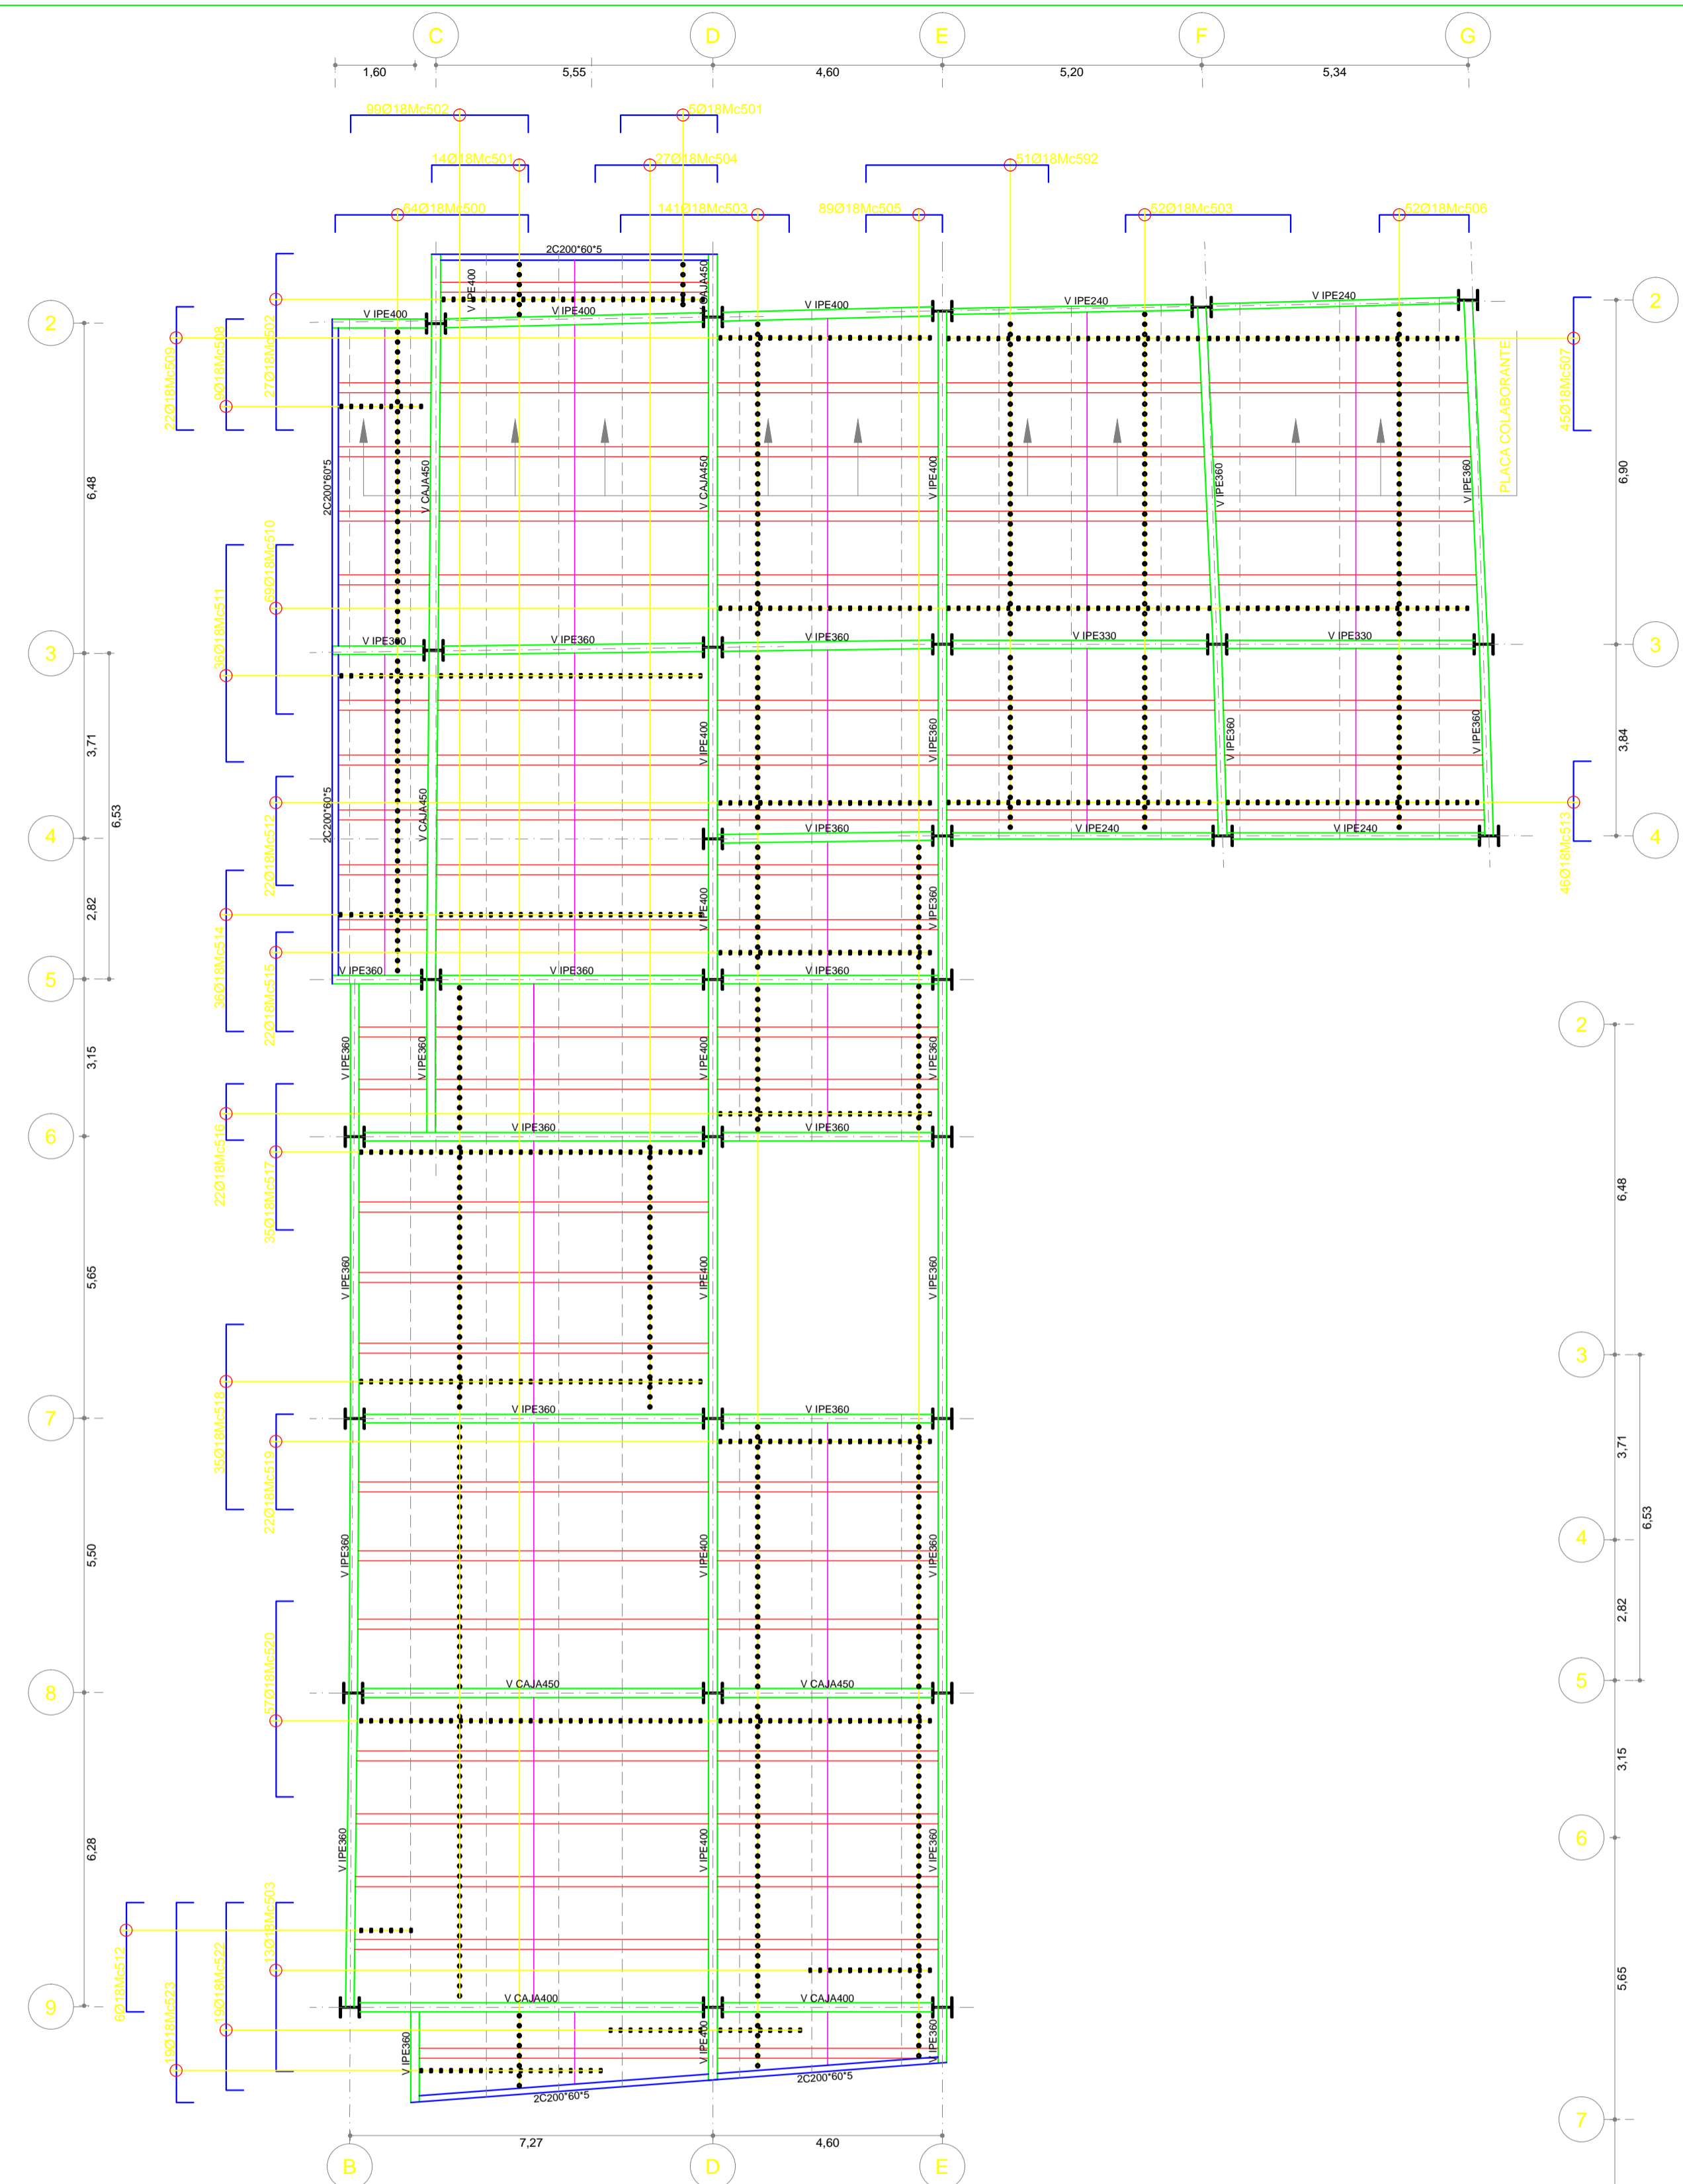 C
D
E
F
G
1,60
5,55
4,60
5,20
5,34
99Ø18Mc502
5Ø18Mc501
14Ø18Mc501
27Ø18Mc504
51Ø18Mc592
64Ø18Mc500
141Ø18Mc503
89Ø18Mc505
52Ø18Mc503
52Ø18Mc506
2C200*60*5
V IPE400
V CAJA450
V IPE400
V IPE400
V IPE400
V IPE240
V IPE240
2
2
27Ø18Mc502
9Ø18Mc508
22Ø18Mc509
45Ø18Mc507
PLACA COLABORANTE
6,48
2C200*60*5
V CAJA450
V CAJA450
V IPE400
V IPE360
V IPE360
6,90
69Ø18Mc510
38Ø18Mc511
V IPE360
V IPE360
V IPE360
V IPE330
V IPE330
3
3
3,71
6,53
2C200*60*5
V CAJA450
V IPE400
V IPE360
V IPE360
V IPE360
3,84
22Ø18Mc512
46Ø18Mc513
V IPE360
V IPE240
V IPE240
4
4
2,82
36Ø18Mc514
22Ø18Mc515
V IPE400
V IPE360
V IPE360
V IPE360
V IPE360
5
2
3,15
V IPE360
V IPE360
V IPE400
V IPE360
22Ø18Mc516
35Ø18Mc517
V IPE360
V IPE360
6
6,48
5,65
V IPE360
V IPE400
V IPE360
3
35Ø18Mc518
22Ø18Mc519
V IPE360
V IPE360
7
3,71
6,53
5,50
V IPE360
V IPE400
V IPE360
4
2,82
57Ø18Mc520
V CAJA450
V CAJA450
8
5
3,15
6,28
V IPE360
V IPE400
V IPE360
6
6Ø18Mc512
19Ø18Mc523
19Ø18Mc522
13Ø18Mc503
V CAJA400
V CAJA400
9
5,65
V IPE360
V IPE400
V IPE360
2C200*60*5
2C200*60*5
7
7,27
4,60
B
D
E